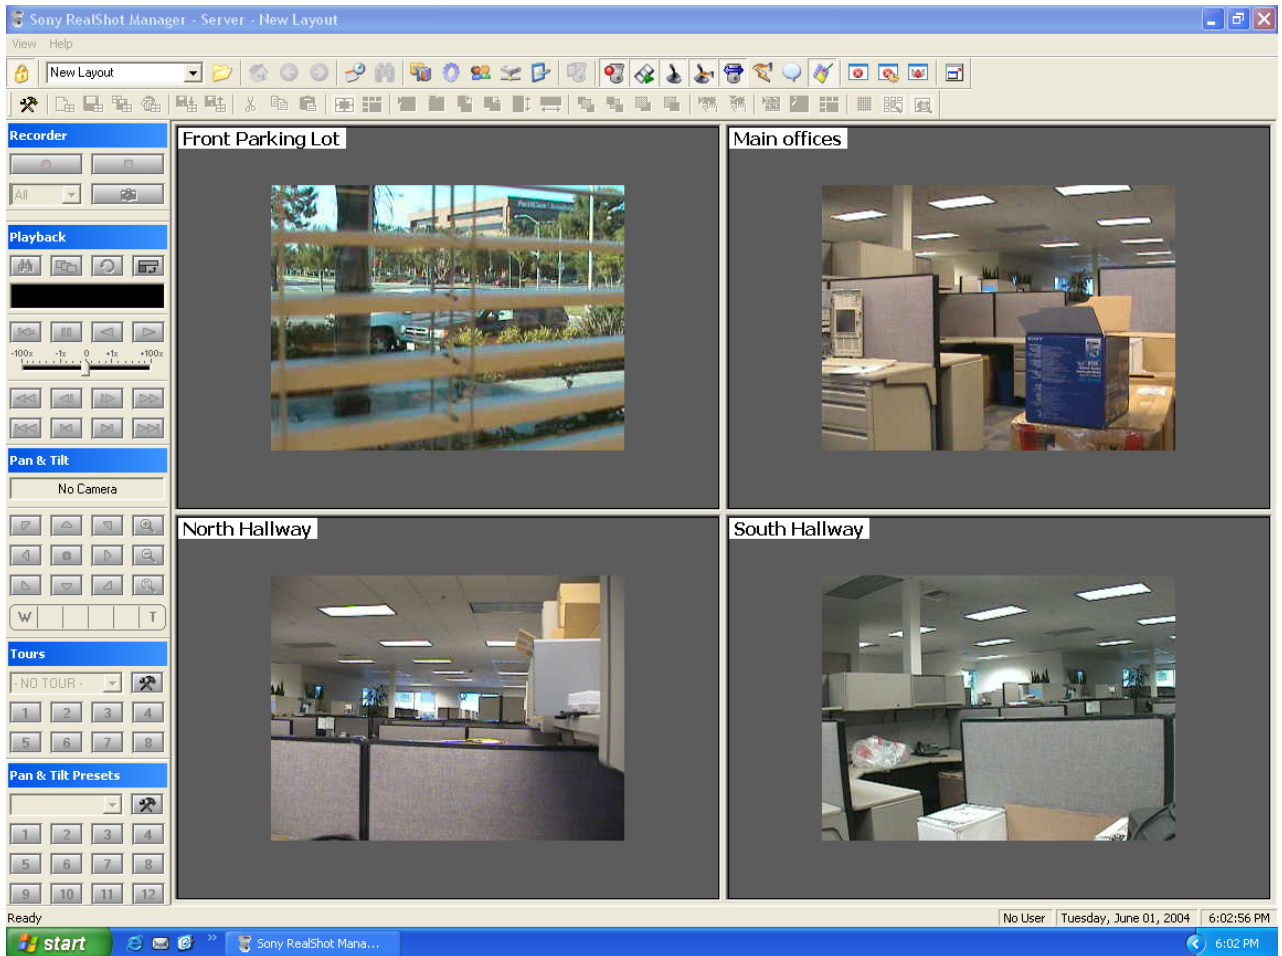 Sony RealShot Manager - Server - New Layout
View Help
New Layout
Recorder
All
Playback
-100x -1x 0 +1x +100x
Pan & Tilt
No Camera
W T
Tours
- NO TOUR -
1 2 3 4
5 6 7 8
Pan & Tilt Presets
1 2 3 4
5 6 7 8
9 10 11 12
Front Parking Lot
Main offices
SONY
North Hallway
South Hallway
Ready
No User Tuesday, June 01, 2004 6:02:56 PM
start
Sony RealShot Mana...
6:02 PM